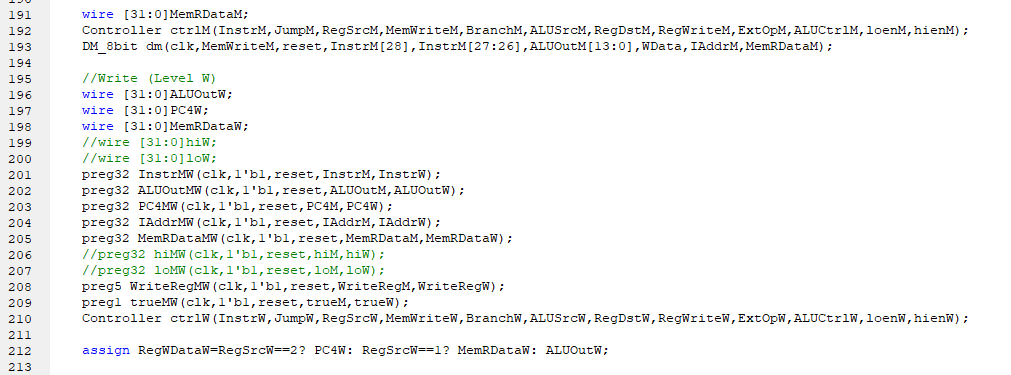 191 wire [31:0]MemRDataM;
192 Controller ctrlM(InstrM,JumpM,RegSrcM,MemWriteM,BranchM,ALUSrcM,RegDstM,RegWriteM,ExtOpM,ALUCtrlM,loenM,hienM);
193 DM_8bit dm(clk,MemWriteM,reset,InstrM[28],InstrM[27:26],ALUOutM[13:0],WData,IAddrM,MemRDataM);
194
195 //Write (Level W)
196 wire [31:0]ALUOutW;
197 wire [31:0]PC4W;
198 wire [31:0]MemRDataW;
199 //wire [31:0]hiW;
200 //wire [31:0]loW;
201 preg32 InstrMW(clk,1'b1,reset,InstrM,InstrW);
202 preg32 ALUOutMW(clk,1'b1,reset,ALUOutM,ALUOutW);
203 preg32 PC4MW(clk,1'b1,reset,PC4M,PC4W);
204 preg32 IAddrMW(clk,1'b1,reset,IAddrM,IAddrW);
205 preg32 MemRDataMW(clk,1'b1,reset,MemRDataM,MemRDataW);
206 //preg32 hiMW(clk,1'b1,reset,hiM,hiW);
207 //preg32 loMW(clk,1'b1,reset,loM,loW);
208 preg5 WriteRegMW(clk,1'b1,reset,WriteRegM,WriteRegW);
209 preg1 trueMW(clk,1'b1,reset,trueM,trueW);
210 Controller ctrlW(InstrW,JumpW,RegSrcW,MemWriteW,BranchW,ALUSrcW,RegDstW,RegWriteW,ExtOpW,ALUCtrlW,loenW,hienW);
211
212 assign RegWDataW=RegSrcW==2? PC4W: RegSrcW==1? MemRDataW: ALUOutW;
213